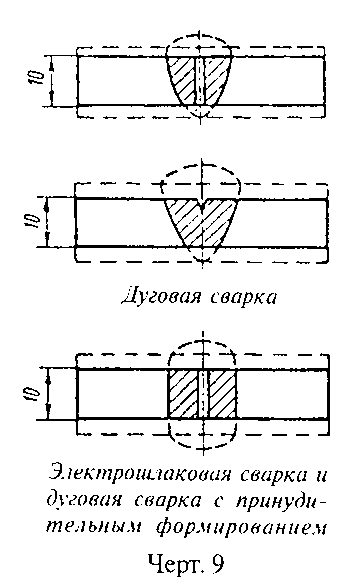 10
10
Дуговая сварка
10
Электрошлаковая сварка и
дуговая сварка с принуди-
тельным формированием
Черт. 9